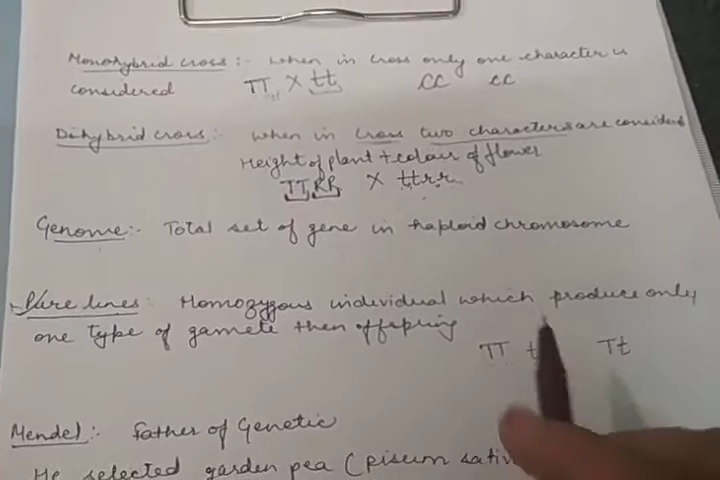 Monohybrid cross :- when in cross only one character is
considered TT X tt CC cc
Dihybrid cross :- when in cross two characters are consider
Height of plant + colour of flower
TTRR X ttrr
Genome :- Total set of gene in haploid chromosome
Pure lines : Homozygous individual which produce only
one type of gamete then offspring
TT t Tt
Mendel :- Father of Genetic
He selected garden pea (pisum sativ